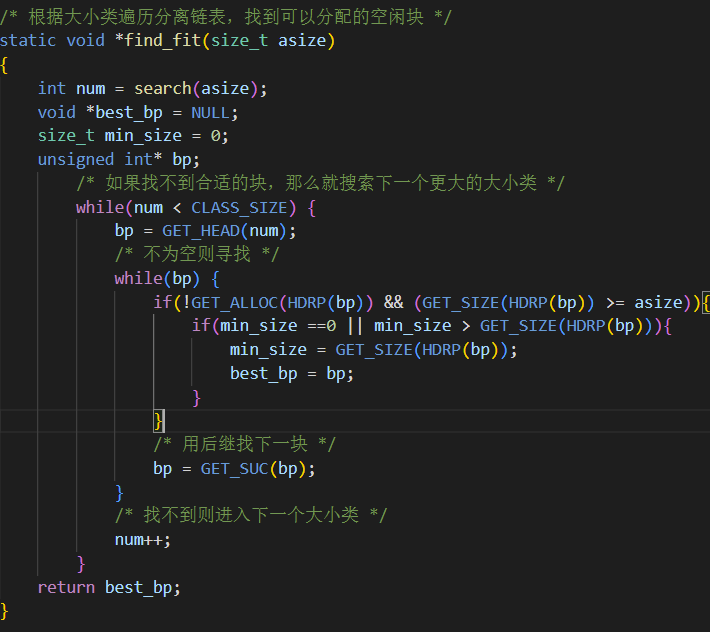 /* 根据大小类遍历分离链表，找到可以分配的空闲块 */
static void *find_fit(size_t asize)
{
    int num = search(asize);
    void *best_bp = NULL;
    size_t min_size = 0;
    unsigned int* bp;
        /* 如果找不到合适的块，那么就搜索下一个更大的大小类 */
        while(num < CLASS_SIZE) {
            bp = GET_HEAD(num);
            /* 不为空则寻找 */
            while(bp) {
                if(!GET_ALLOC(HDRP(bp)) && (GET_SIZE(HDRP(bp)) >= asize)){
                    if(min_size ==0 || min_size > GET_SIZE(HDRP(bp))){
                        min_size = GET_SIZE(HDRP(bp));
                        best_bp = bp;
                    }
                }
                /* 用后继找下一块 */
                bp = GET_SUC(bp);
            }
            /* 找不到则进入下一个大小类 */
            num++;
        }
    return best_bp;
}